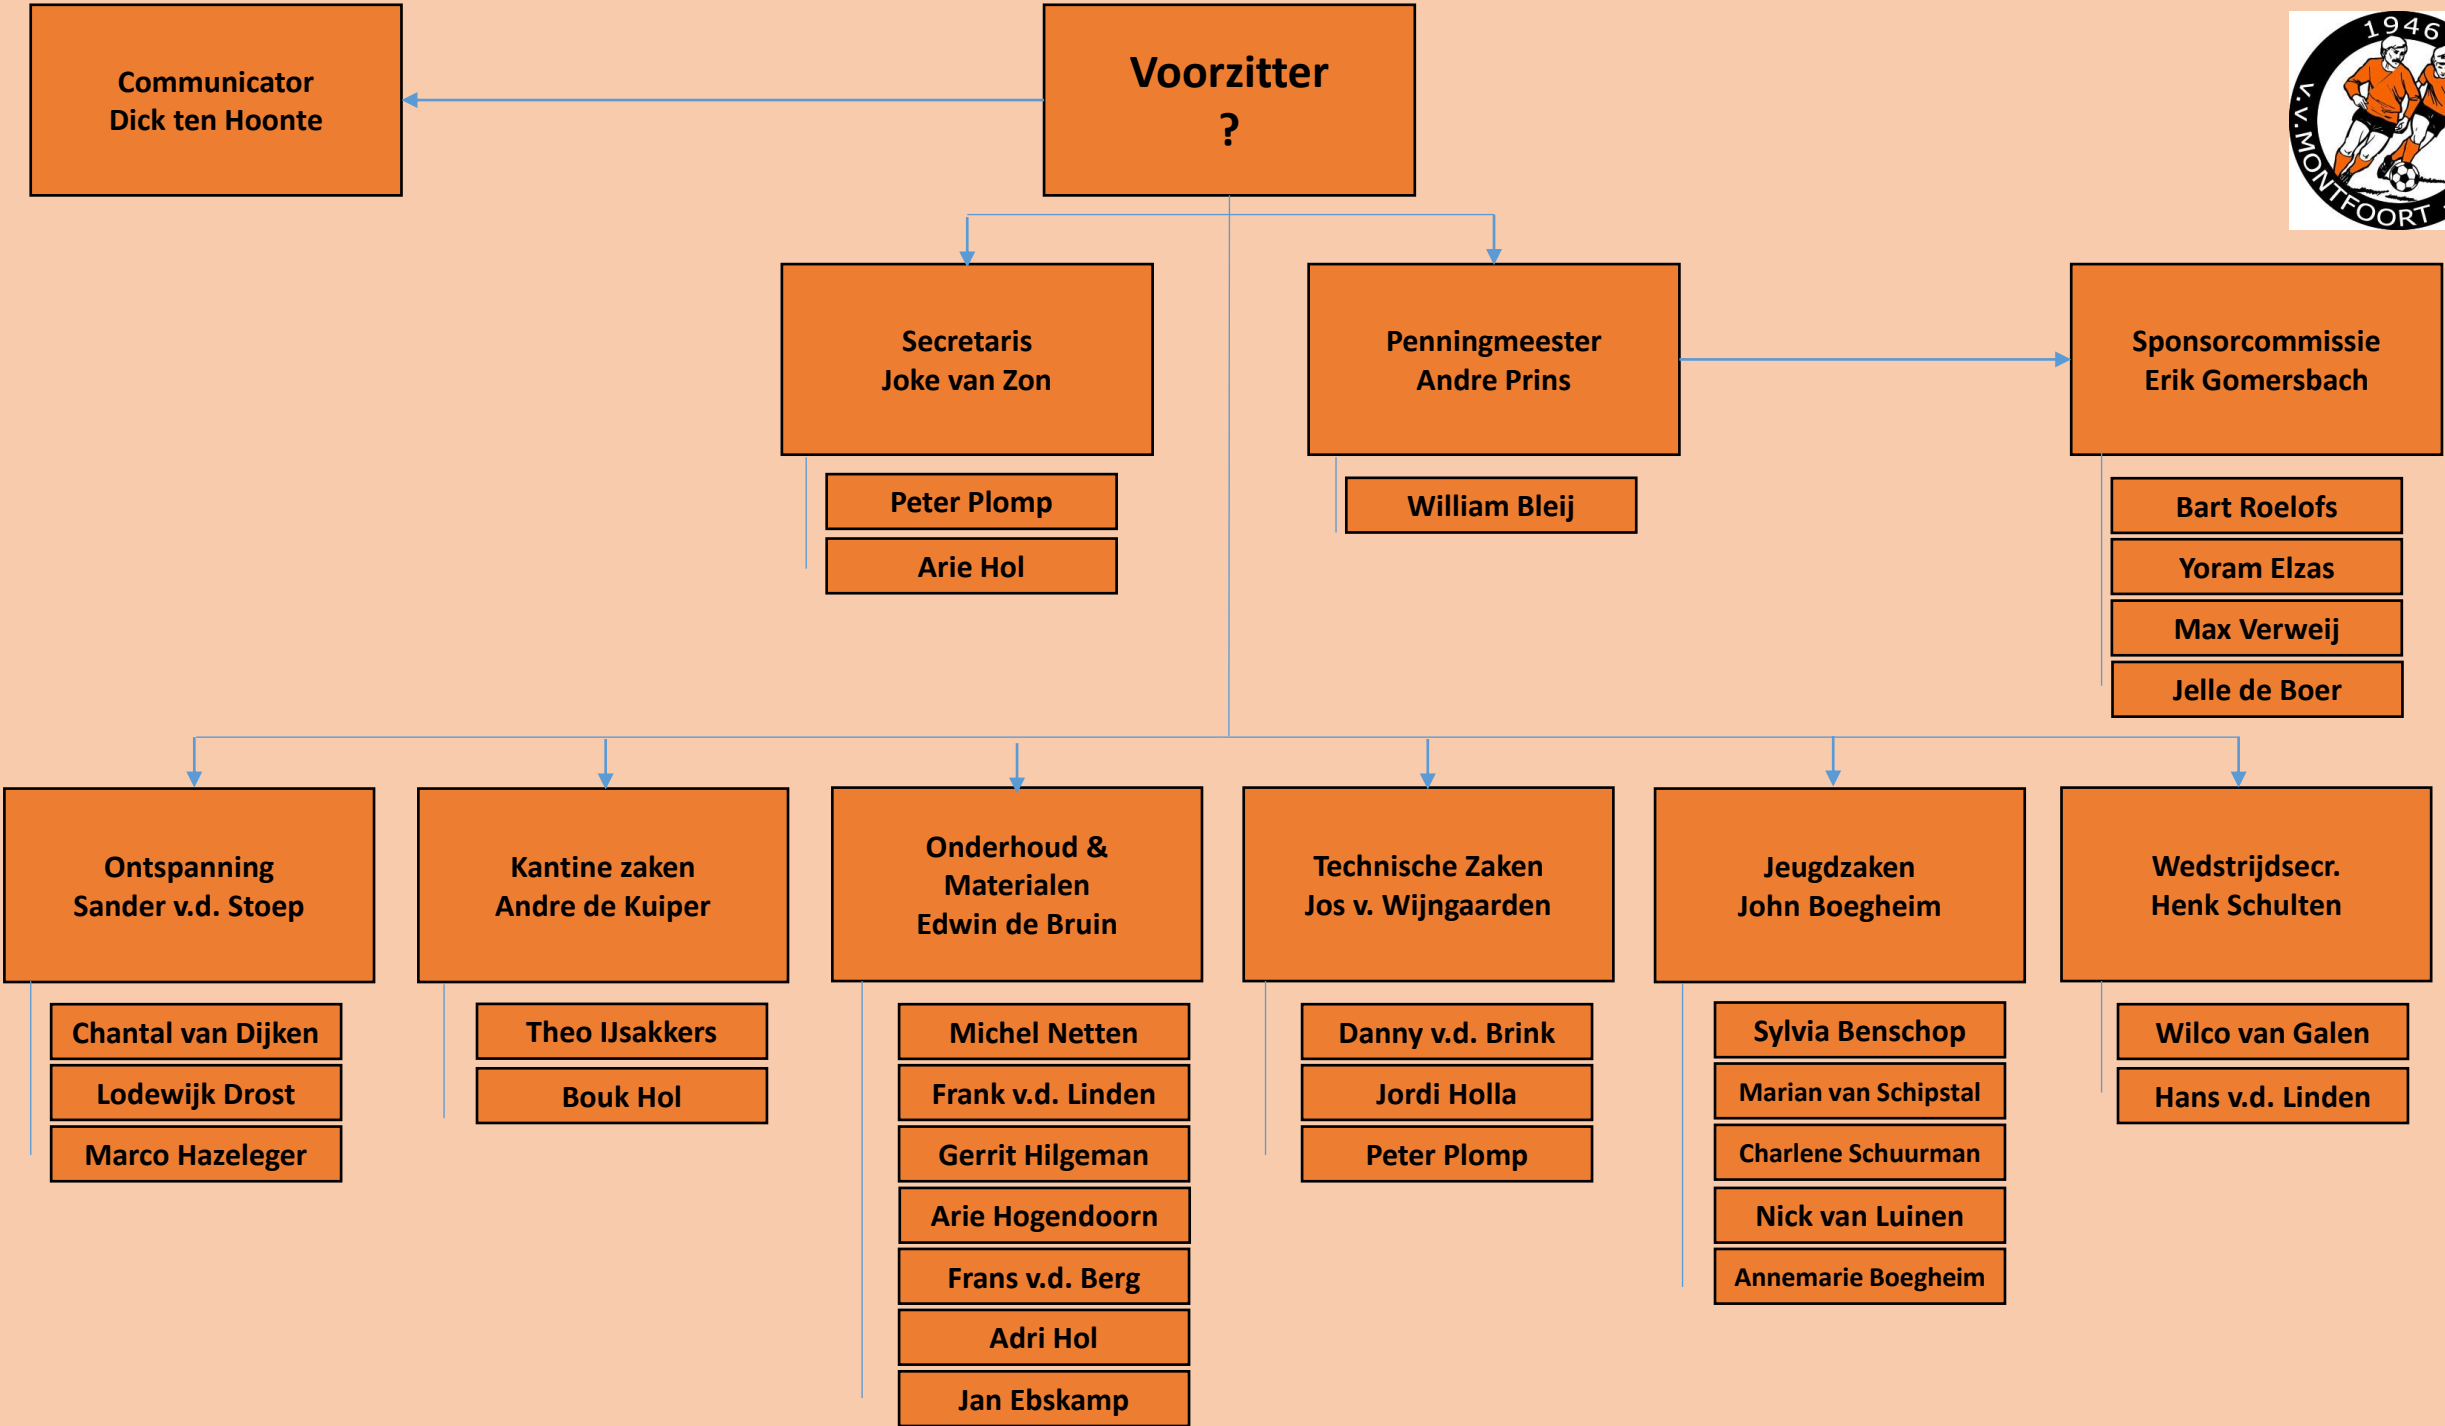 Communicator
Dick ten Hoonte
Voorzitter
?
1946
v.v. MONTFOORT
Secretaris
Joke van Zon
Peter Plomp
Arie Hol
Penningmeester
Andre Prins
William Bleij
Sponsorcommissie
Erik Gomersbach
Bart Roelofs
Yoram Elzas
Max Verweij
Jelle de Boer
Ontspanning
Sander v.d. Stoep
Chantal van Dijken
Lodewijk Drost
Marco Hazeleger
Kantine zaken
Andre de Kuiper
Theo IJsakkers
Bouk Hol
Onderhoud &
Materialen
Edwin de Bruin
Michel Netten
Frank v.d. Linden
Gerrit Hilgeman
Arie Hogendoorn
Frans v.d. Berg
Adri Hol
Jan Ebskamp
Technische Zaken
Jos v. Wijngaarden
Danny v.d. Brink
Jordi Holla
Peter Plomp
Jeugdzaken
John Boegheim
Sylvia Benschop
Marian van Schipstal
Charlene Schuurman
Nick van Luinen
Annemarie Boegheim
Wedstrijdsecr.
Henk Schulten
Wilco van Galen
Hans v.d. Linden